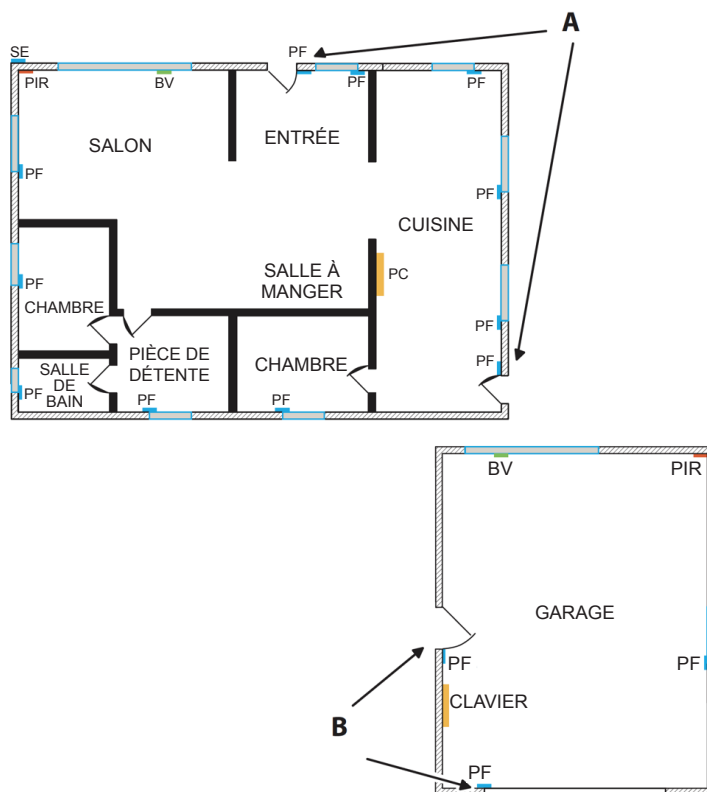 A
SE
PF
PIR
BV
PF
PF
SALON
ENTRÉE
PF
PF
CUISINE
PF
SALLE À
MANGER
PC
CHAMBRE
PF
PIÈCE DE
DÉTENTE
CHAMBRE
PF
SALLE
DE
BAIN
PF
PF
PF
BV
PIR
GARAGE
PF
PF
CLAVIER
B
PF